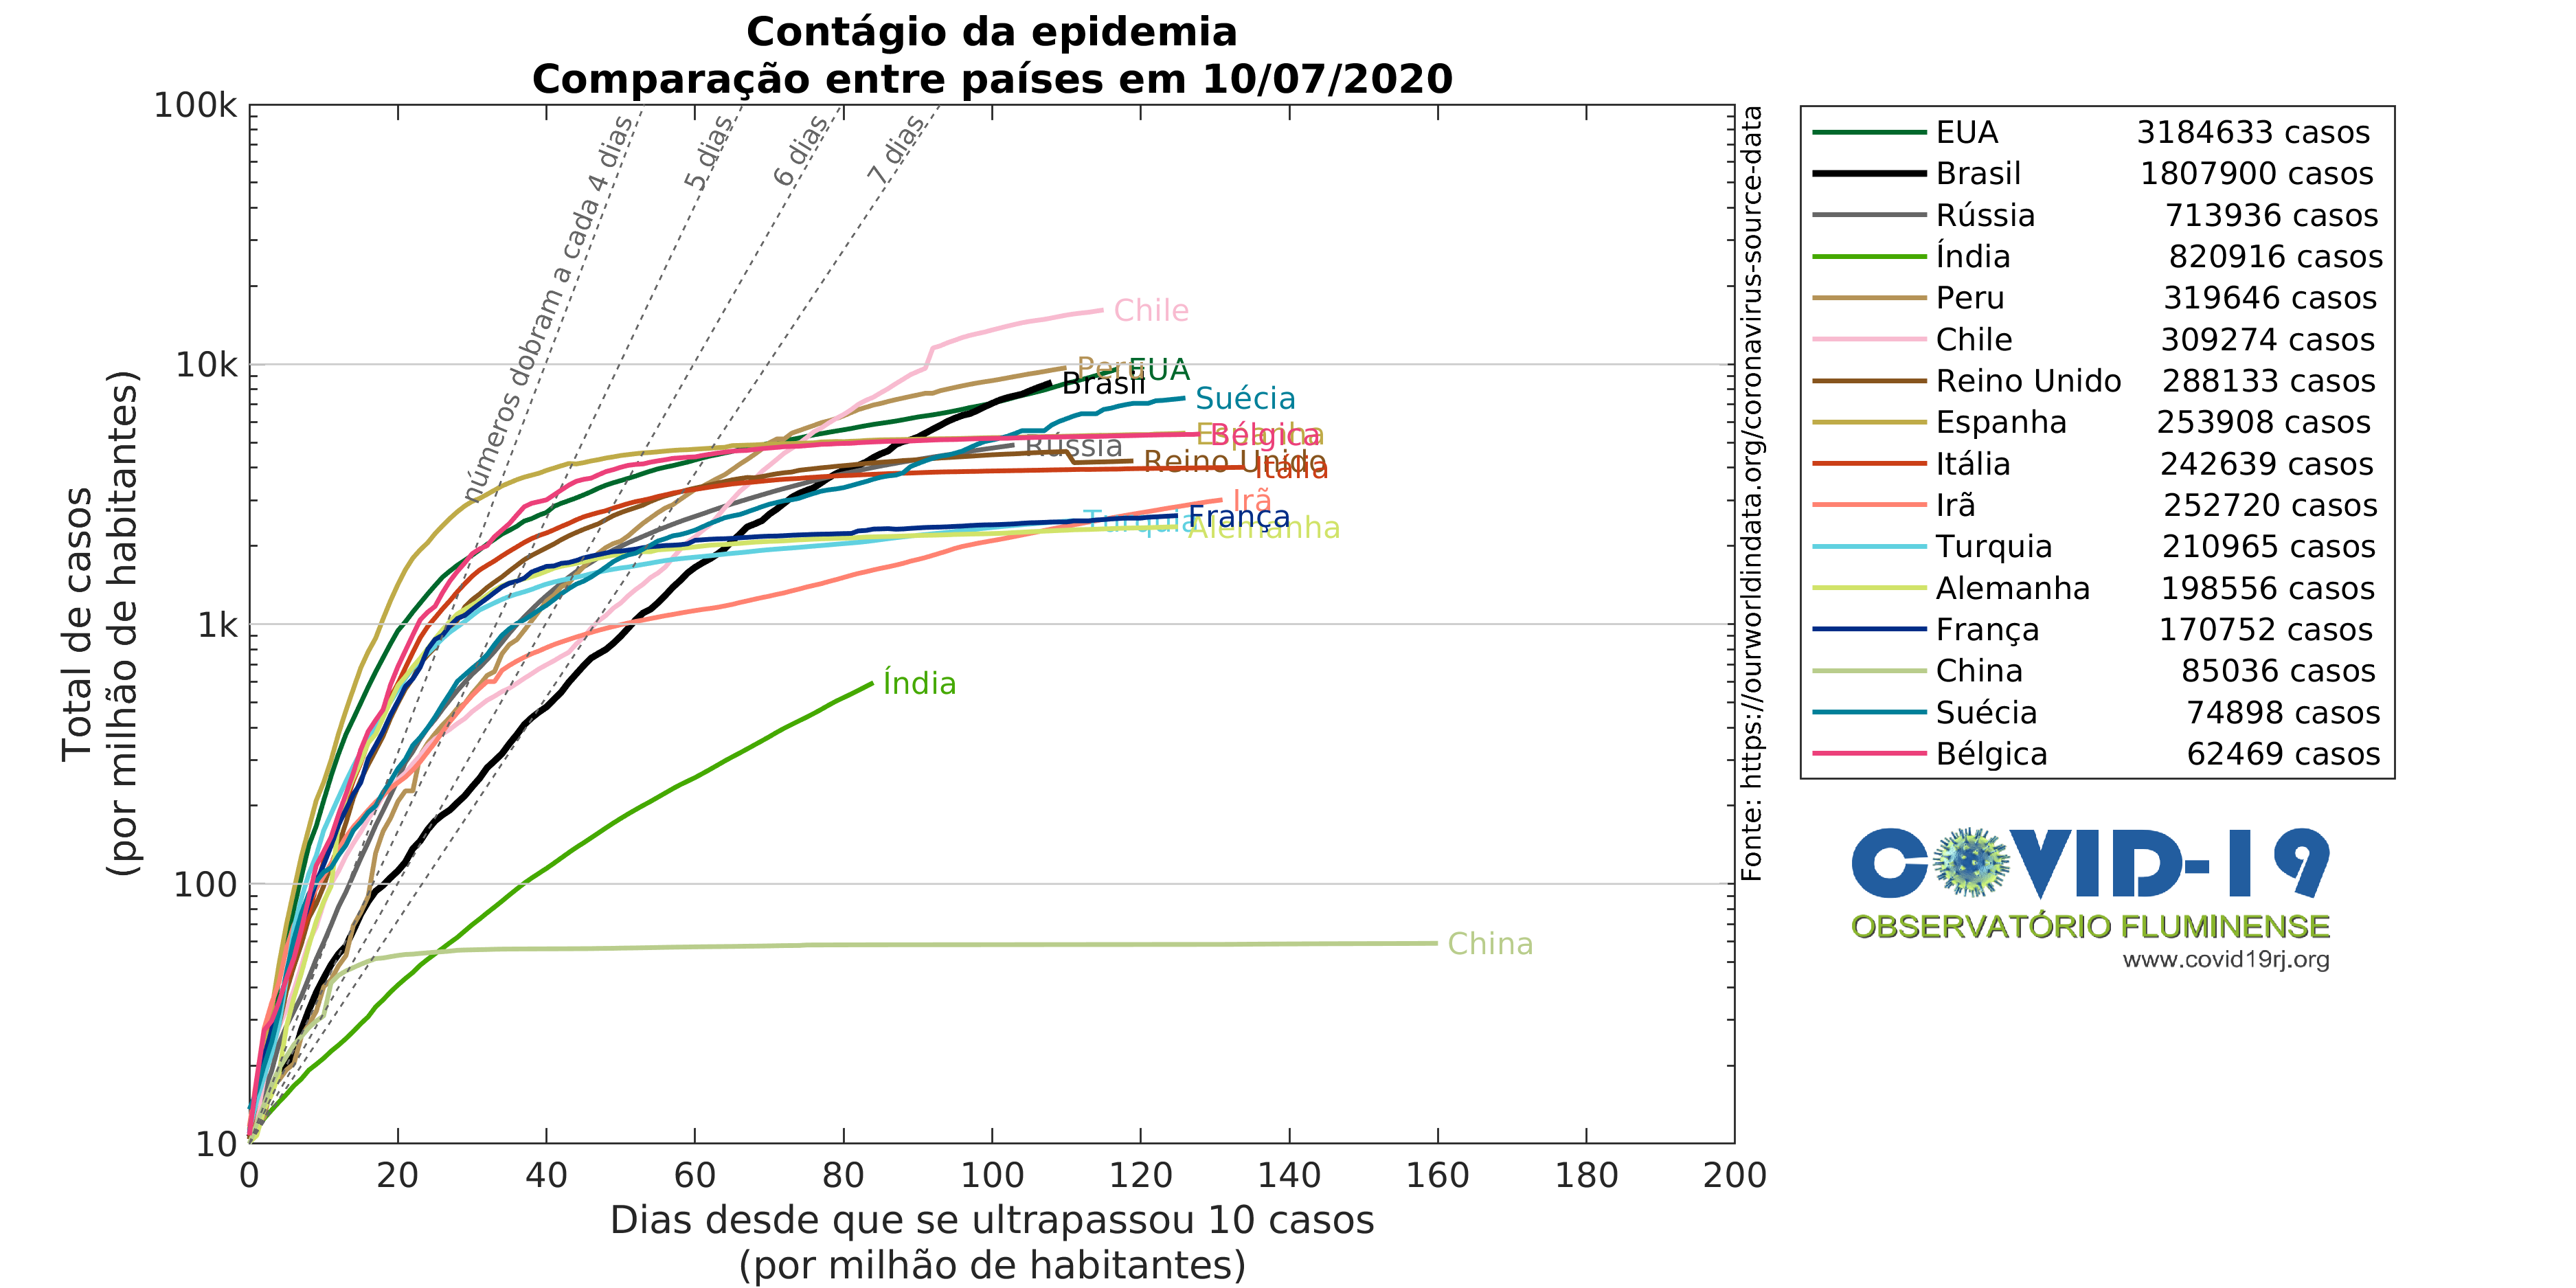 Contágio da epidemia
Comparação entre países em 10/07/2020
Total de casos
(por milhão de habitantes)
100k
10k
1k
100
10
números dobram a cada 4 dias
5 dias
6 dias
7 dias
Chile
Peru
EUA
Brasil
Suécia
Espanha
Bélgica
Rússia
Reino Unido
Itália
Irã
Turquia
França
Alemanha
Índia
China
0 20 40 60 80 100 120 140 160 180 200
Dias desde que se ultrapassou 10 casos
(por milhão de habitantes)
Fonte: https://ourworldindata.org/coronavirus-source-data
EUA 3184633 casos
Brasil 1807900 casos
Rússia 713936 casos
Índia 820916 casos
Peru 319646 casos
Chile 309274 casos
Reino Unido 288133 casos
Espanha 253908 casos
Itália 242639 casos
Irã 252720 casos
Turquia 210965 casos
Alemanha 198556 casos
França 170752 casos
China 85036 casos
Suécia 74898 casos
Bélgica 62469 casos
COVID-19
OBSERVATÓRIO FLUMINENSE
www.covid19rj.org